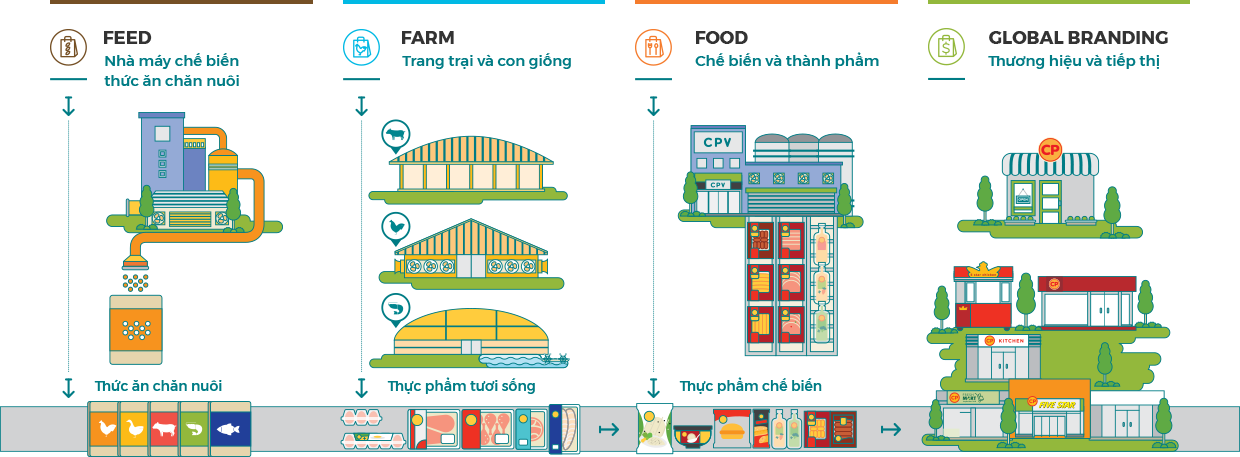 FEED
Nhà máy chế biến
thức ăn chăn nuôi
Thức ăn chăn nuôi
FARM
Trang trại và con giống
Thực phẩm tươi sống
FOOD
Chế biến và thành phẩm
CPV
CPV
Thực phẩm chế biến
GLOBAL BRANDING
Thương hiệu và tiếp thị
CP
CP
CP KITCHEN
CP
CP FIVE STAR